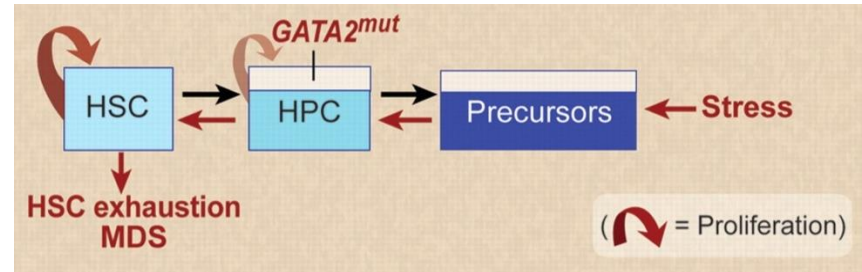 GATA2mut
HSC
HPC
Precursors
Stress
HSC exhaustion
MDS
( = Proliferation)